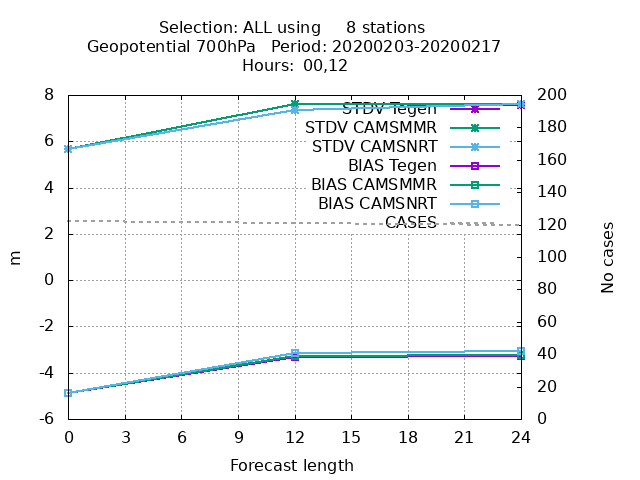 Selection: ALL using 8 stations
Geopotential 700hPa Period: 20200203-20200217
Hours: 00,12
8
6
4
2
0
-2
-4
-6
m
200
180
160
140
120
100
80
60
40
20
0
No cases
STDV Tegen
STDV CAMSMMR
STDV CAMSNRT
BIAS Tegen
BIAS CAMSMMR
BIAS CAMSNRT
CASES
0 3 6 9 12 15 18 21 24
Forecast length